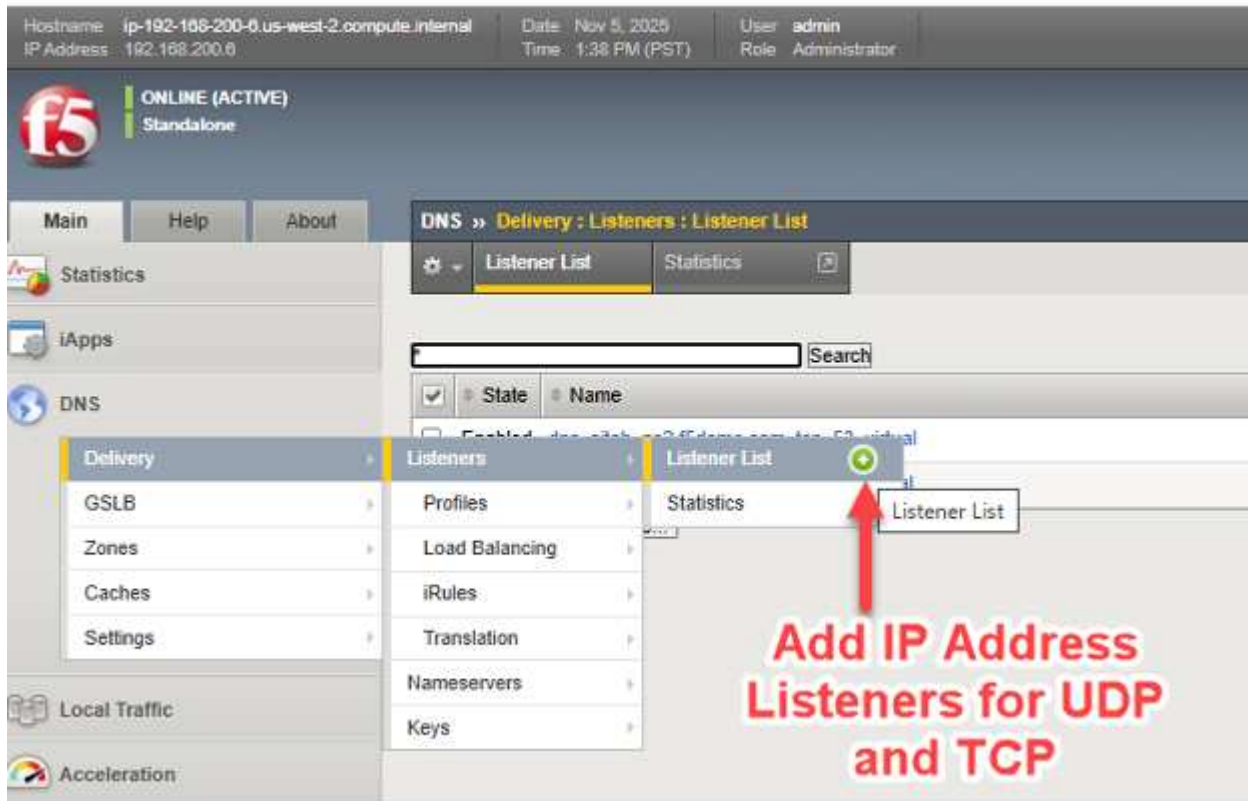 Hostname ip-192-168-200-6.us-west-2.compute.internal Date Nov 5, 2025 User admin
IP Address 192.168.200.6 Time 1:38 PM (PST) Role Administrator
f5
ONLINE (ACTIVE)
Standalone
Main Help About
DNS » Delivery : Listeners : Listener List
Listener List Statistics
Statistics
iApps
* Search
State Name
DNS
Enabled
Delivery Listeners Listener List
GSLB Profiles Statistics
Listener List
Zones Load Balancing
Caches iRules
Settings Translation
Nameservers
Keys
Local Traffic
Acceleration
Add IP Address
Listeners for UDP
and TCP